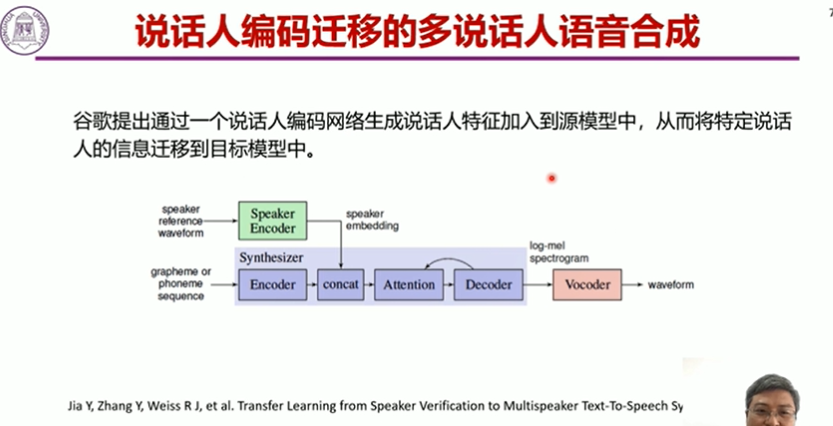 7
说话人编码迁移的多说话人语音合成
谷歌提出通过一个说话人编码网络生成说话人特征加入到源模型中，从而将特定说话
人的信息迁移到目标模型中。
speaker
reference
waveform
Speaker
Encoder
speaker
embedding
Synthesizer
log-mel
spectrogram
grapheme or
phoneme
sequence
Encoder
concat
Attention
Decoder
Vocoder
waveform
Jia Y, Zhang Y, Weiss R J, et al. Transfer Learning from Speaker Verification to Multispeaker Text-To-Speech Sy